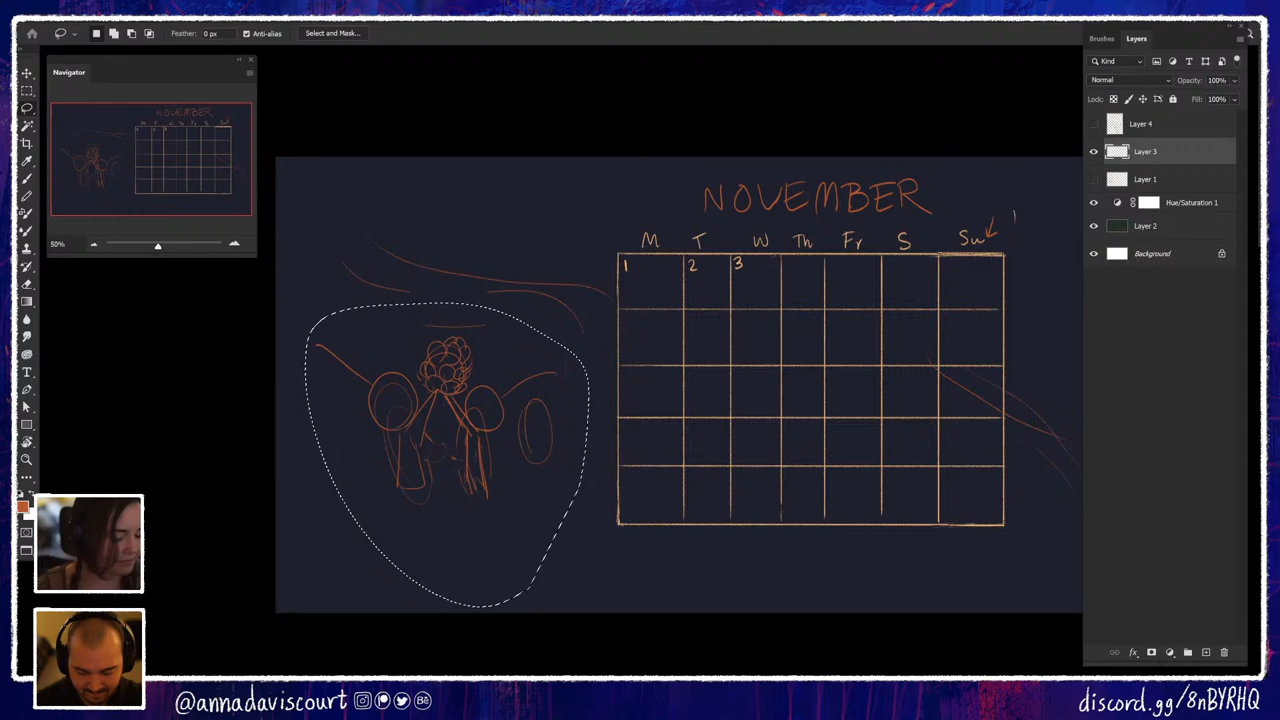 Feather: 0 px Anti-alias Select and Mask...
Navigator
50%
NOVEMBER
M T W Th Fr S Su
1 2 3
Brushes Layers
Kind
Normal Opacity: 100%
Lock: Fill: 100%
Layer 4
Layer 3
Layer 1
Hue/Saturation 1
Layer 2
Background
@annadaviscourt
discord.gg/8nBYRHQ